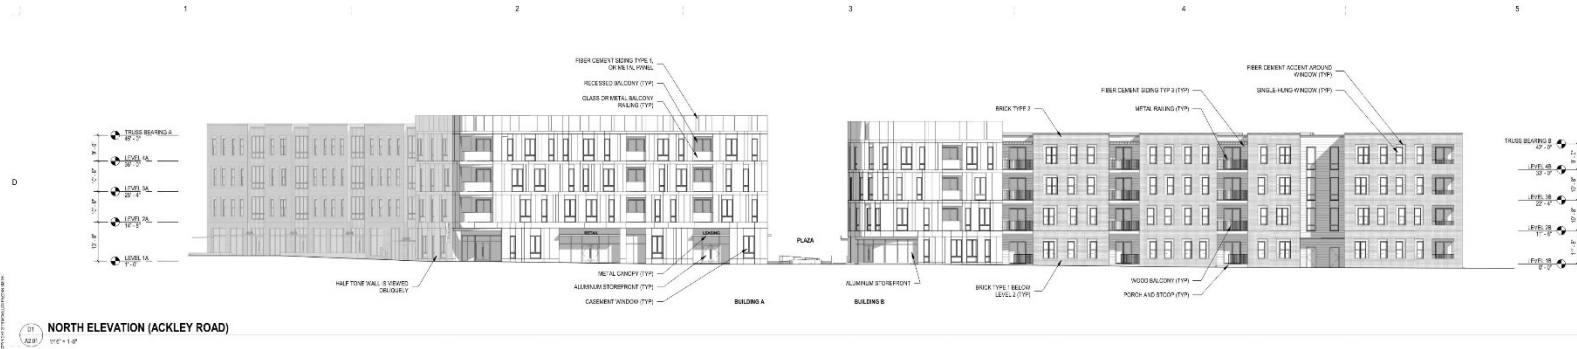 1 2 3 4 5
D
FIBER CEMENT SIDING TYPE 1,
OR METAL PANEL
RECESSED BALCONY (TYP)
GLASS OR METAL BALCONY
RAILING (TYP)
TRUSS BEARING A
LEVEL 4A
LEVEL 3A
LEVEL 2A
LEVEL 1A
RETAIL
LEASING
HALF TONE WALL IS VIEWED
OBLIQUELY
METAL CANOPY (TYP)
ALUMINUM STOREFRONT (TYP)
CASEMENT WINDOW (TYP)
BUILDING A
PLAZA
BUILDING B
ALUMINUM STOREFRONT
BRICK TYPE 2
FIBER CEMENT SIDING TYP 3 (TYP)
METAL RAILING (TYP)
FIBER CEMENT ACCENT AROUND
WINDOW (TYP)
SINGLE-HUNG WINDOW (TYP)
BRICK TYPE 1 BELOW
LEVEL 2 (TYP)
WOOD BALCONY (TYP)
PORCH AND STOOP (TYP)
TRUSS BEARING B
LEVEL 4B
LEVEL 3B
LEVEL 2B
LEVEL 1B
NORTH ELEVATION (ACKLEY ROAD)